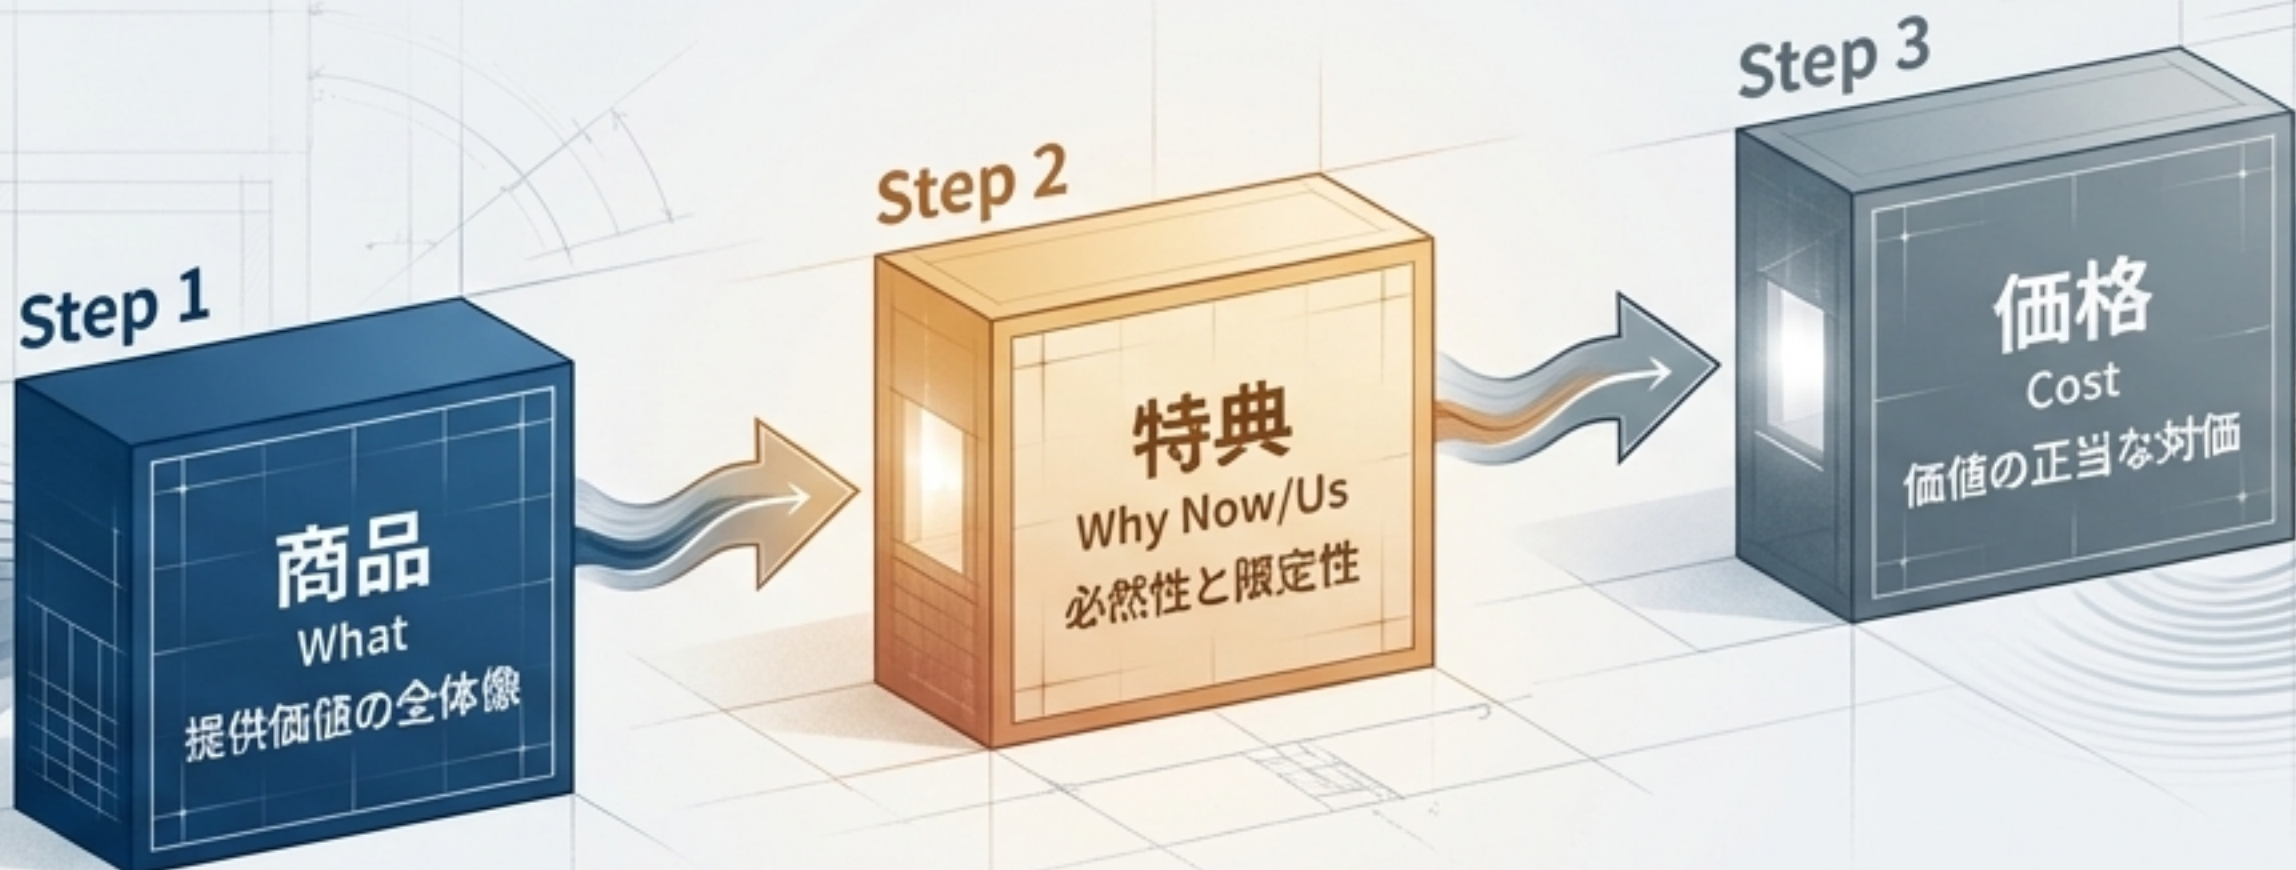 Step 1
商品
What
提供価値の全体像
Step 2
特典
Why Now/Us
必然性と限定性
Step 3
価格
Cost
価値の正当な対価